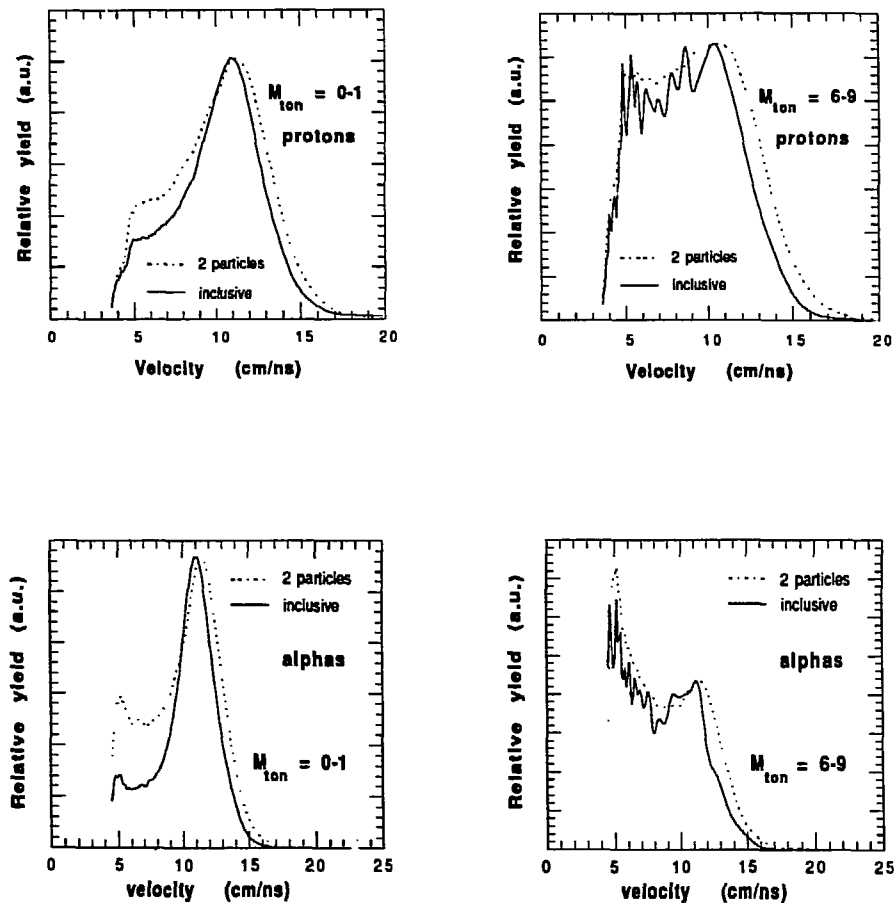 Relative yield (a.u.)
M_ton = 0-1
protons
2 particles
inclusive
0 5 10 15 20
Velocity (cm/ns)
Relative yield (a.u.)
M_ton = 6-9
protons
2 particles
inclusive
0 5 10 15 20
Velocity (cm/ns)
Relative yield (a.u.)
2 particles
inclusive
alphas
M_ton = 0-1
0 5 10 15 20 25
velocity (cm/ns)
Relative yield (a.u.)
2 particles
inclusive
alphas
M_ton = 6-9
0 5 10 15 20 25
velocity (cm/ns)